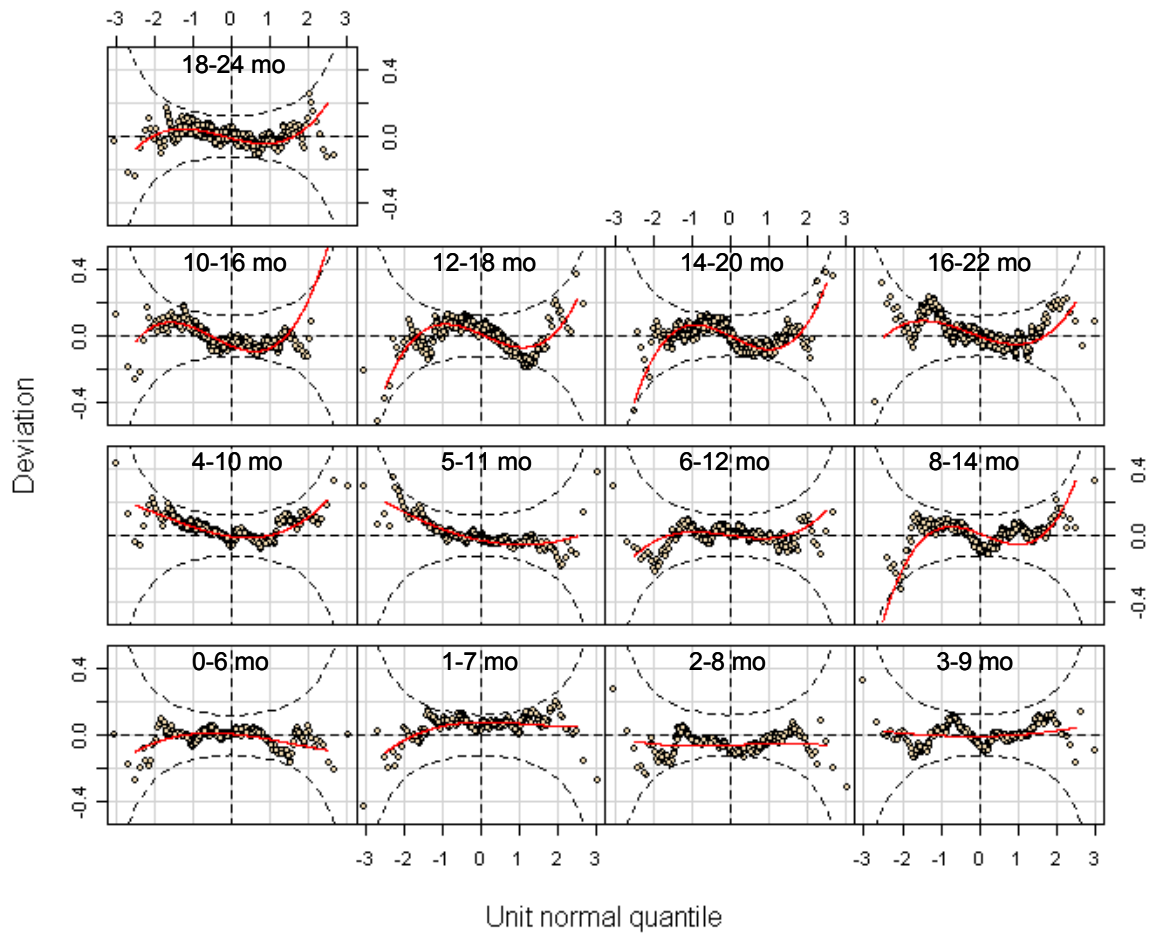 -3 -2 -1 0 1 2 3
18-24 mo
-0.4 0.0 0.4
-3 -2 -1 0 1 2 3
10-16 mo 12-18 mo 14-20 mo 16-22 mo
-0.4 0.0 0.4
Deviation
4-10 mo 5-11 mo 6-12 mo 8-14 mo
-0.4 0.0 0.4
0-6 mo 1-7 mo 2-8 mo 3-9 mo
-0.4 0.0 0.4
-3 -2 -1 0 1 2 3 -3 -2 -1 0 1 2 3
Unit normal quantile